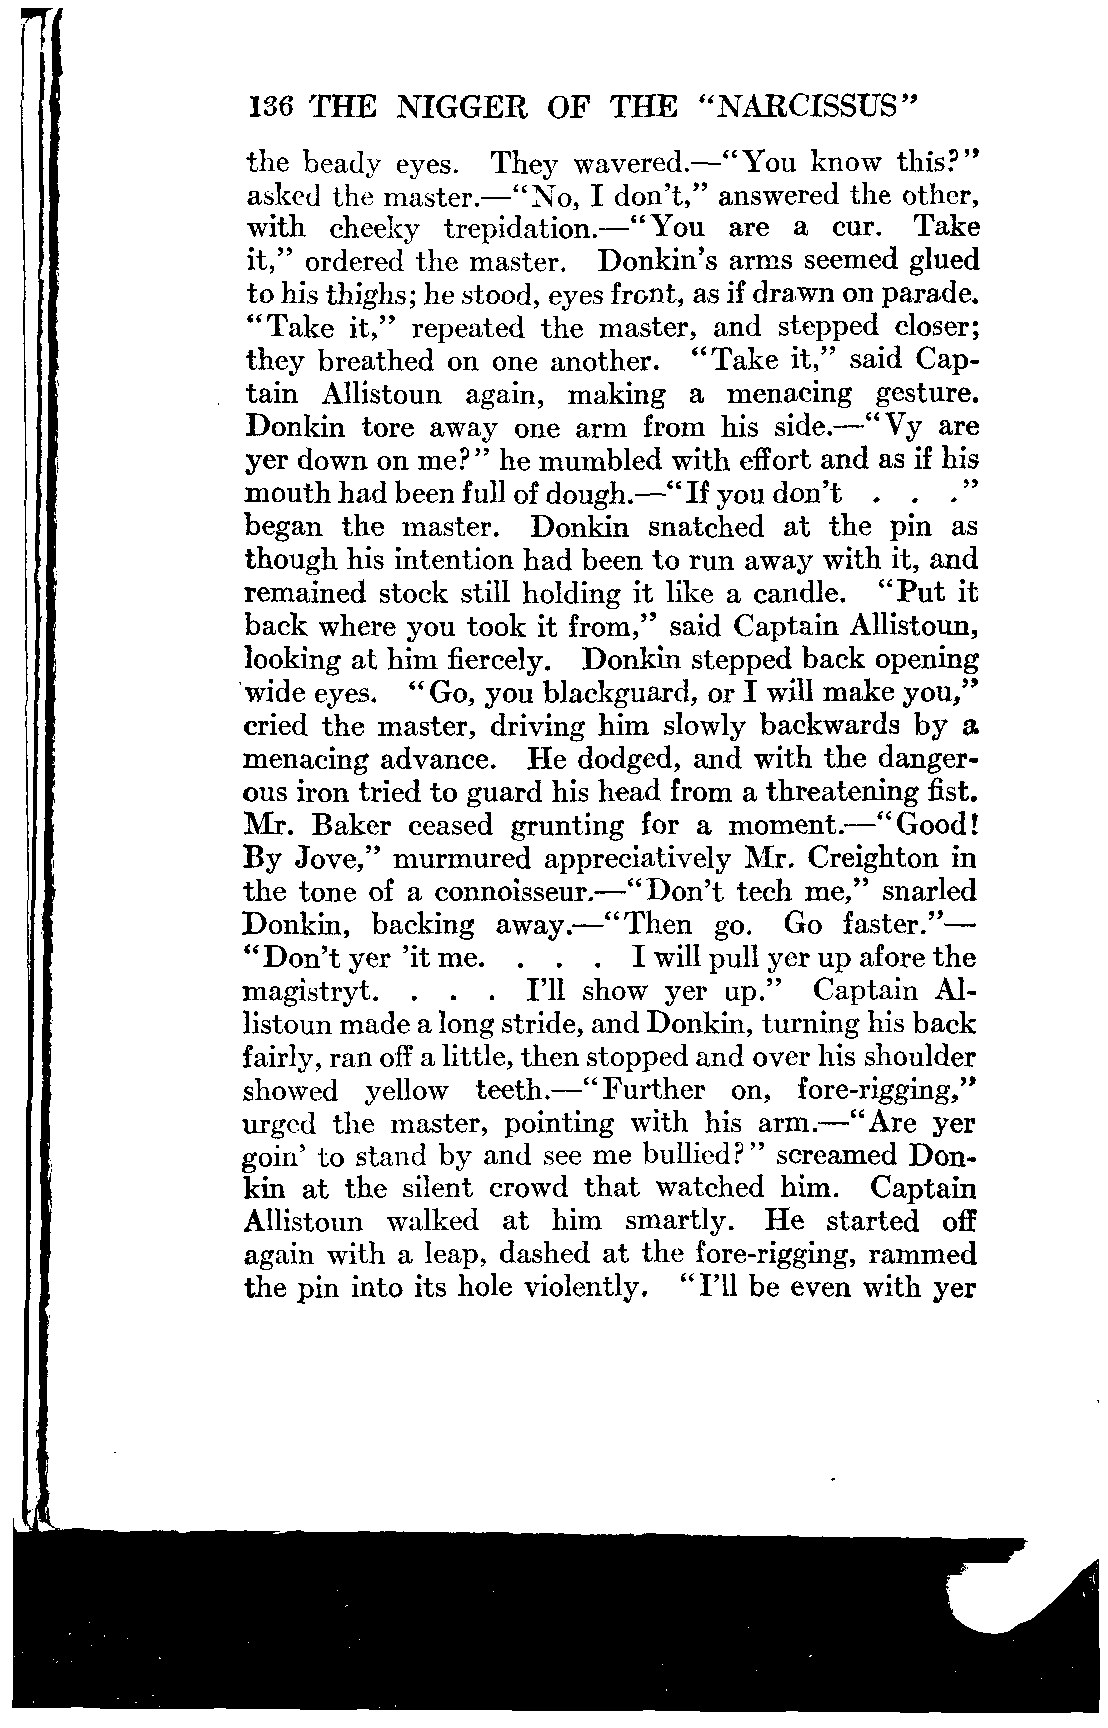 136 THE NIGGER OF THE “NARCISSUS”
the beady eyes. They wavered.—“You know this?”
asked the master.—“No, I don’t,” answered the other,
with cheeky trepidation.—“You are a cur. Take
it,” ordered the master. Donkin’s arms seemed glued
to his thighs; he stood, eyes front, as if drawn on parade.
“Take it,” repeated the master, and stepped closer;
they breathed on one another. “Take it,” said Cap-
tain Allistoun again, making a menacing gesture.
Donkin tore away one arm from his side.—“Vy are
yer down on me?” he mumbled with effort and as if his
mouth had been full of dough.—“If you don’t . . .”
began the master. Donkin snatched at the pin as
though his intention had been to run away with it, and
remained stock still holding it like a candle. “Put it
back where you took it from,” said Captain Allistoun,
looking at him fiercely. Donkin stepped back opening
wide eyes. “Go, you blackguard, or I will make you,”
cried the master, driving him slowly backwards by a
menacing advance. He dodged, and with the danger-
ous iron tried to guard his head from a threatening fist.
Mr. Baker ceased grunting for a moment.—“Good!
By Jove,” murmured appreciatively Mr. Creighton in
the tone of a connoisseur.—“Don’t tech me,” snarled
Donkin, backing away.—“Then go. Go faster.”—
“Don’t yer ’it me. . . . I will pull yer up afore the
magistryt. . . . I’ll show yer up.” Captain Al-
listoun made a long stride, and Donkin, turning his back
fairly, ran off a little, then stopped and over his shoulder
showed yellow teeth.—“Further on, fore-rigging,”
urged the master, pointing with his arm.—“Are yer
goin’ to stand by and see me bullied?” screamed Don-
kin at the silent crowd that watched him. Captain
Allistoun walked at him smartly. He started off
again with a leap, dashed at the fore-rigging, rammed
the pin into its hole violently. “I’ll be even with yer